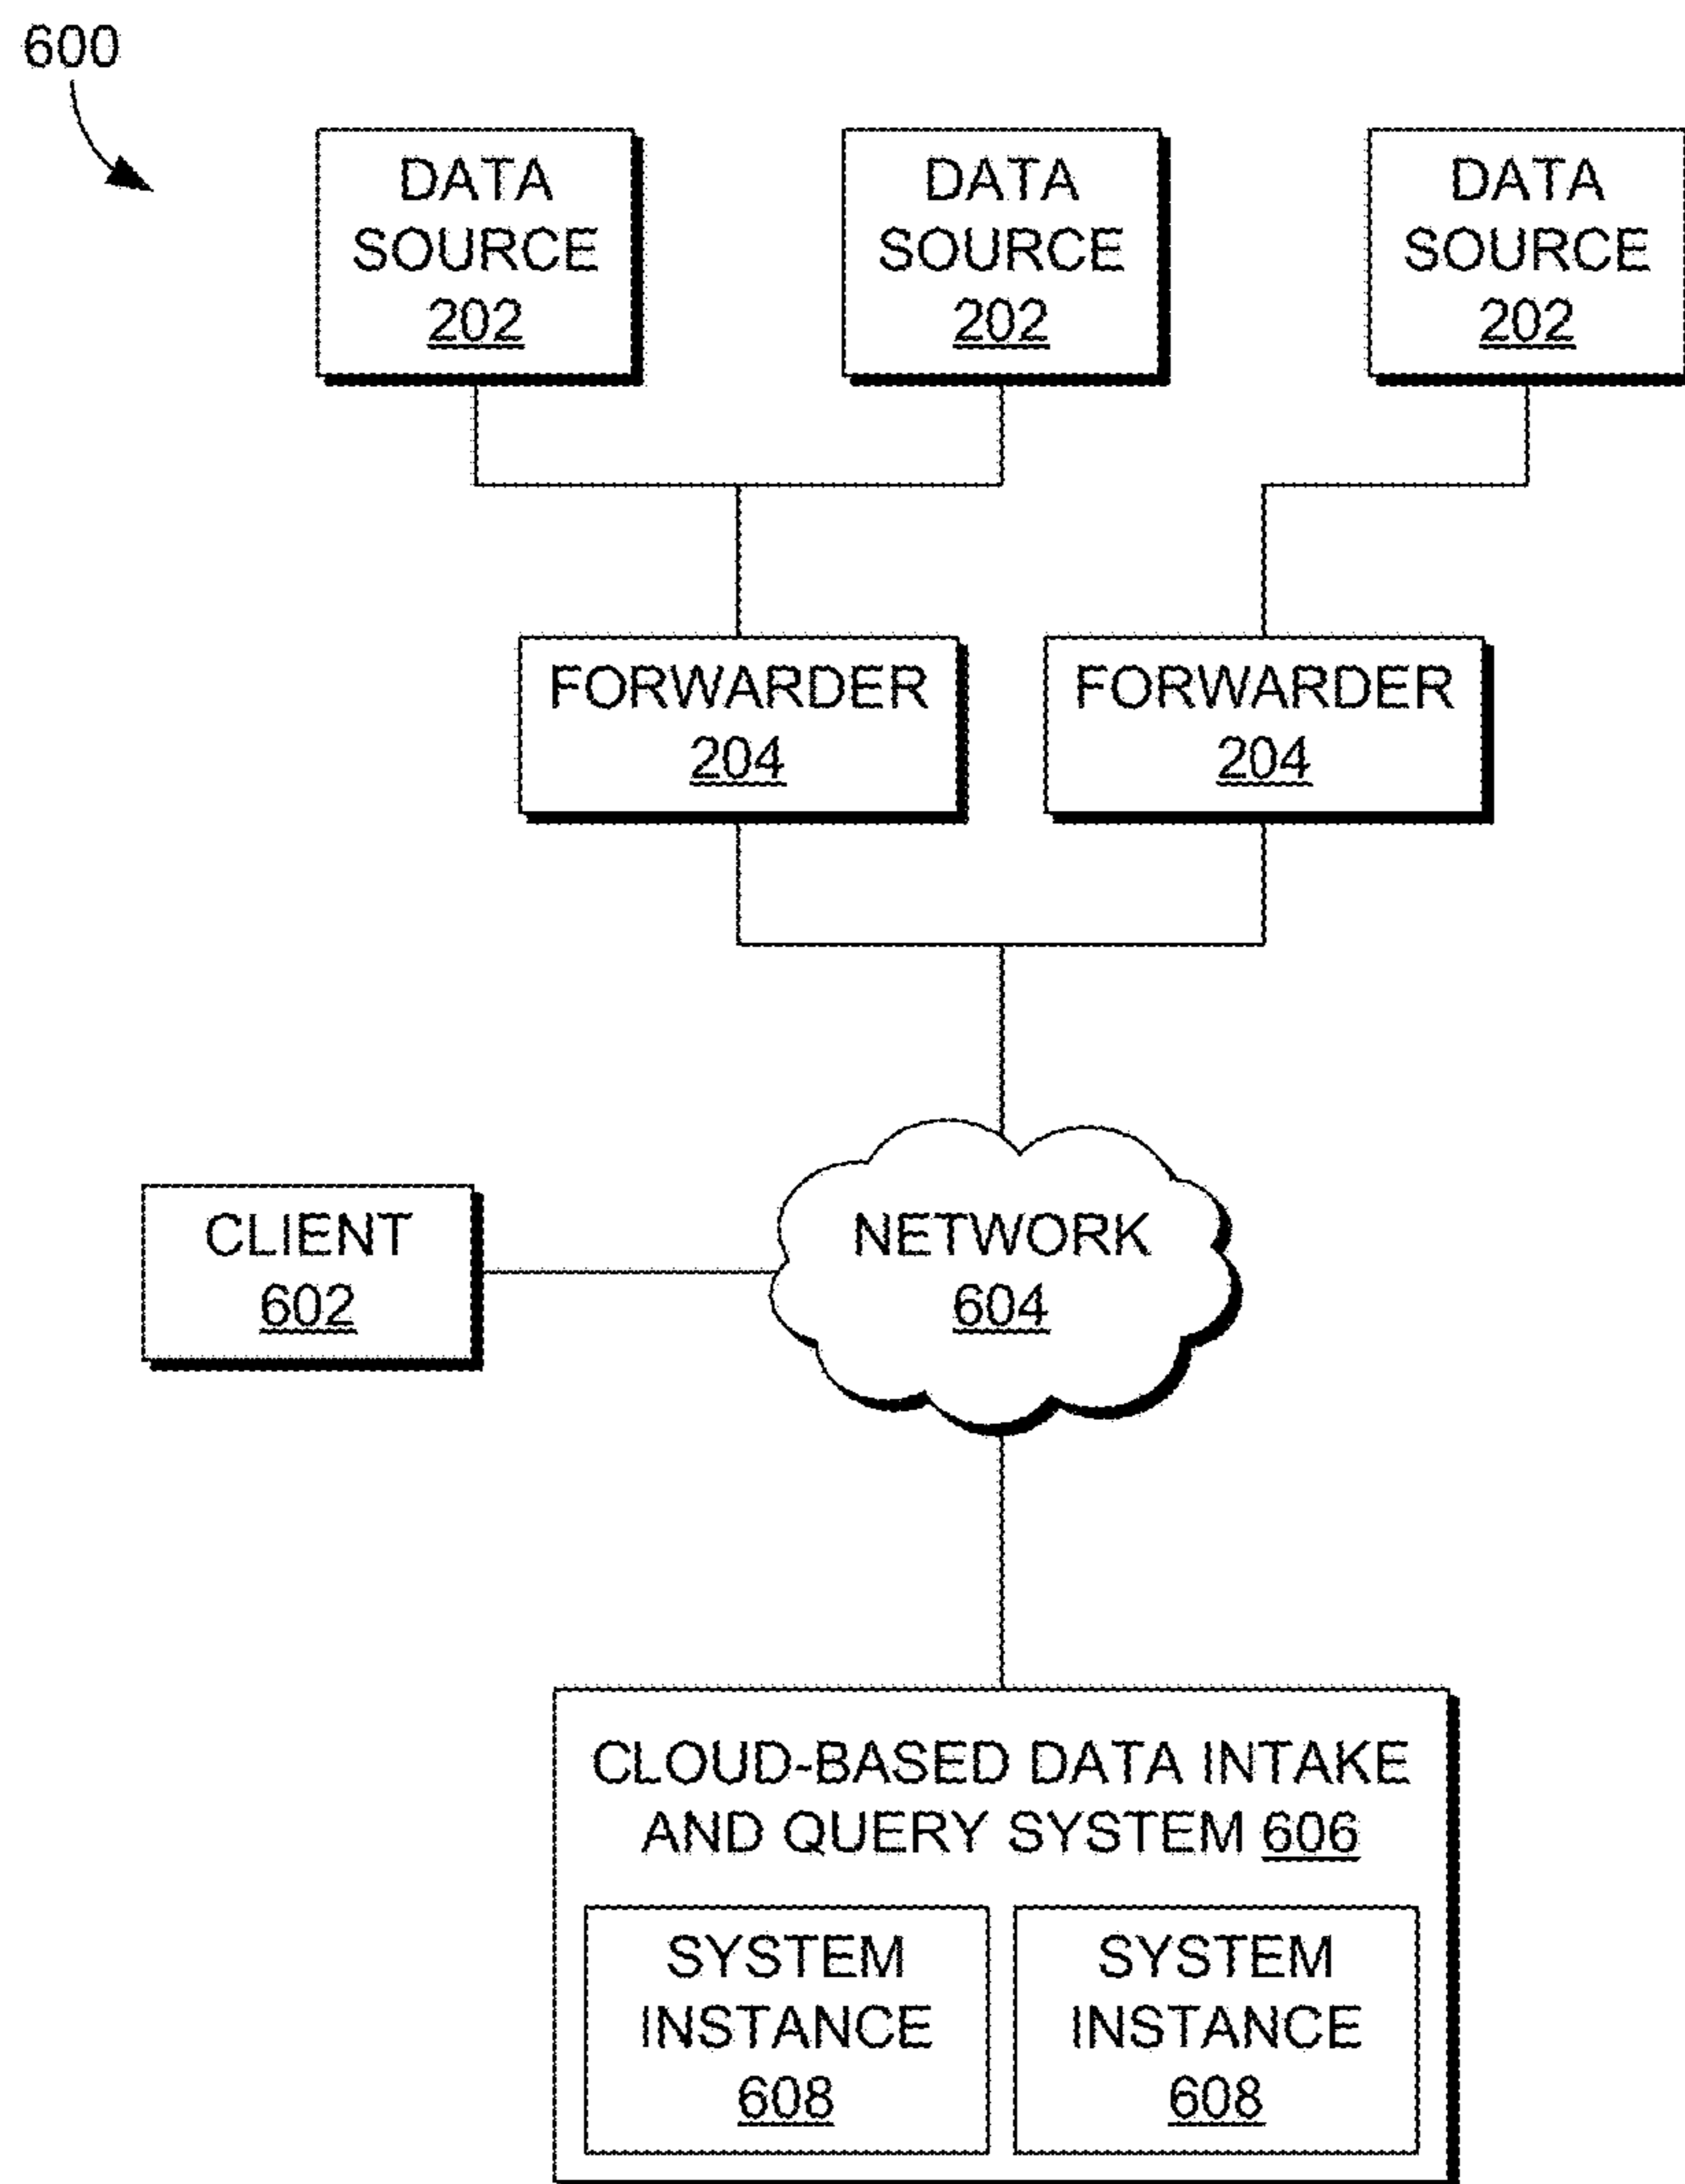 600
DATA
SOURCE
202
DATA
SOURCE
202
DATA
SOURCE
202
FORWARDER
204
FORWARDER
204
CLIENT
602
NETWORK
604
CLOUD-BASED DATA INTAKE
AND QUERY SYSTEM 606
SYSTEM
INSTANCE
608
SYSTEM
INSTANCE
608